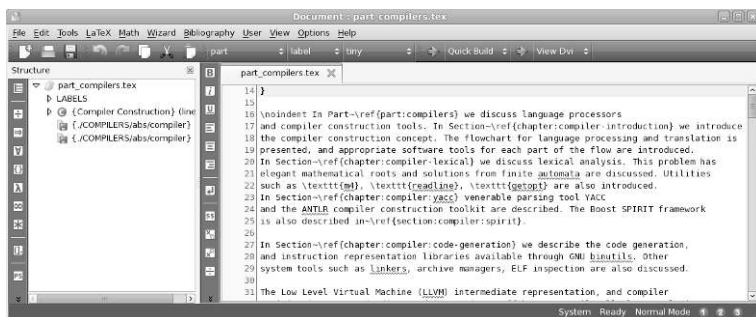 Document : part_compilers.tex
File Edit Tools LaTeX Math Wizard Bibliography User View Options Help
part label tiny Quick Build View Dvi
Structure
part_compilers.tex
LABELS
{Compiler Construction} (line
{./COMPILERS/abs/compiler}
{./COMPILERS/abs/compiler}
part_compilers.tex
14 }
15
16 \noindent In Part~\ref{part:compilers} we discuss language processors
17 and compiler construction tools. In Section~\ref{chapter:compiler-introduction} we introduce
18 the compiler construction concept. The flowchart for language processing and translation is
19 presented, and appropriate software tools for each part of the flow are introduced.
20 In Section~\ref{chapter:compiler-lexical} we discuss lexical analysis. This problem has
21 elegant mathematical roots and solutions from finite automata are discussed. Utilities
22 such as \texttt{m4}, \texttt{readline}, \texttt{getopt} are also introduced.
23 In Section~\ref{chapter:compiler:yacc} venerable parsing tool YACC
24 and the ANTLR compiler construction toolkit are described. The Boost SPIRIT framework
25 is also described in~\ref{section:compiler:spirit}.
26
27 In Section~\ref{chapter:compiler:code-generation} we describe the code generation,
28 and instruction representation libraries available through GNU binutils. Other
29 system tools such as linkers, archive managers, ELF inspection are also discussed.
30
31 The Low Level Virtual Machine (LLVM) intermediate representation, and compiler
System Ready Normal Mode 1 2 3